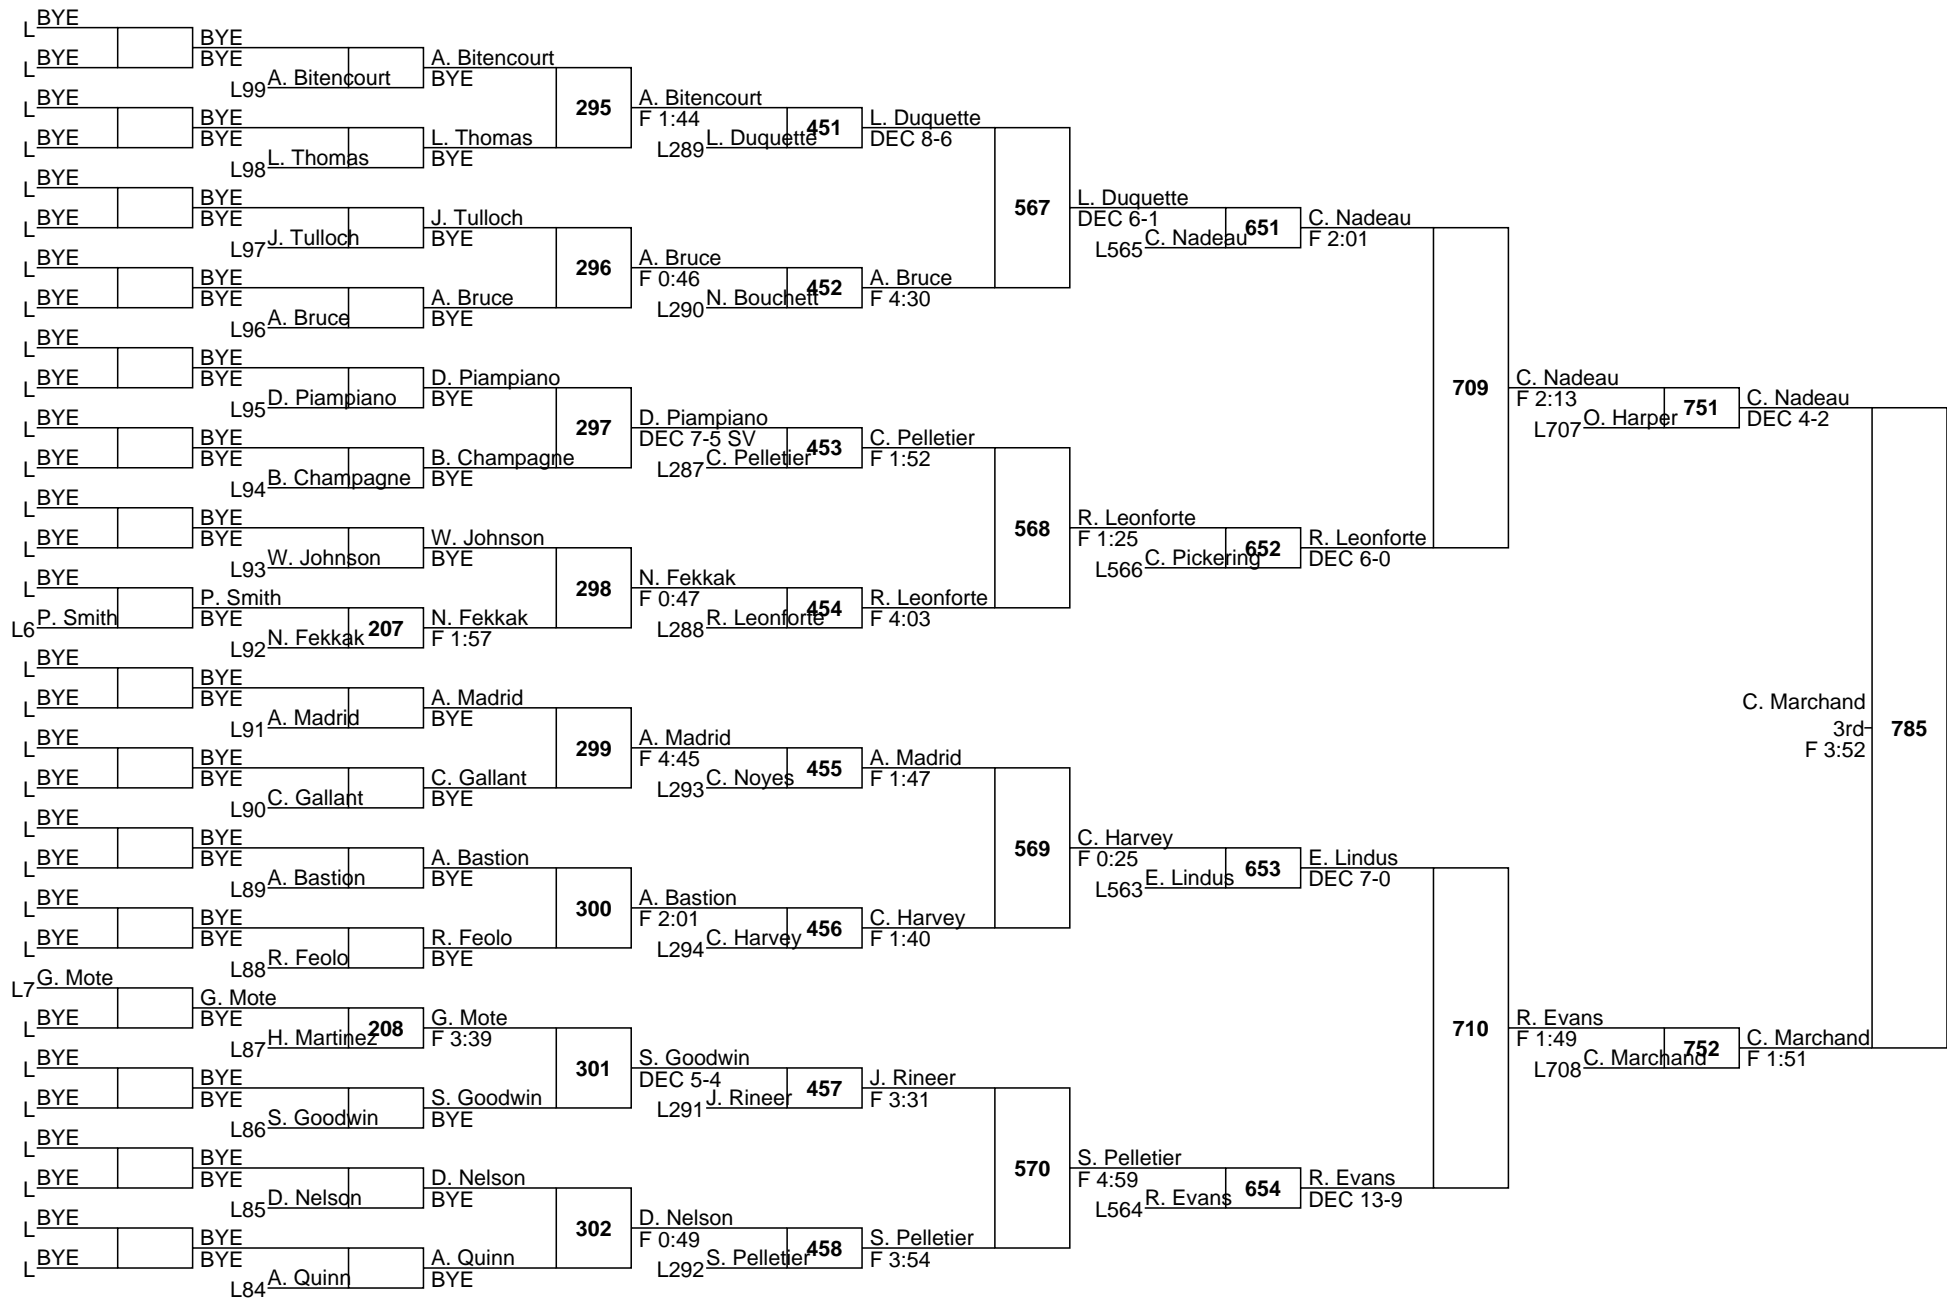 BYE
L
BYE
L
BYE
L
BYE
L
BYE
L
BYE
L
BYE
L
BYE
L
BYE
L
BYE
L
BYE
L
BYE
L
BYE
L
BYE
L
BYE
L
P. Smith
L6
BYE
L
BYE
L
BYE
L
BYE
L
BYE
L
BYE
L
BYE
L
BYE
L
G. Mote
L7
BYE
L
BYE
L
BYE
L
BYE
L
BYE
L
BYE
L
BYE
L
BYE
BYE
L99 A. Bitencourt
BYE
BYE
L98 L. Thomas
BYE
BYE
L97 J. Tulloch
BYE
BYE
L96 A. Bruce
BYE
BYE
L95 D. Piampiano
BYE
BYE
L94 B. Champagne
BYE
BYE
L93 W. Johnson
P. Smith
BYE
207
L92 N. Fekkak
BYE
BYE
L91 A. Madrid
BYE
BYE
L90 C. Gallant
BYE
BYE
L89 A. Bastion
BYE
BYE
L88 R. Feolo
G. Mote
BYE
208
L87 H. Martinez
BYE
BYE
L86 S. Goodwin
BYE
BYE
L85 D. Nelson
BYE
BYE
L84 A. Quinn
A. Bitencourt
BYE
295
L. Thomas
BYE
J. Tulloch
BYE
296
A. Bruce
BYE
D. Piampiano
BYE
297
B. Champagne
BYE
W. Johnson
BYE
298
N. Fekkak
F 1:57
A. Madrid
BYE
299
C. Gallant
BYE
A. Bastion
BYE
300
R. Feolo
BYE
G. Mote
F 3:39
301
S. Goodwin
BYE
D. Nelson
BYE
302
A. Quinn
BYE
A. Bitencourt
F 1:44
451
L289 L. Duquette
A. Bruce
F 0:46
452
L290 N. Bouchett
D. Piampiano
DEC 7-5 SV
453
L287 C. Pelletier
N. Fekkak
F 0:47
454
L288 R. Leonforte
A. Madrid
F 4:45
455
L293 C. Noyes
A. Bastion
F 2:01
456
L294 C. Harvey
S. Goodwin
DEC 5-4
457
L291 J. Rineer
D. Nelson
F 0:49
458
L292 S. Pelletier
L. Duquette
DEC 8-6
567
A. Bruce
F 4:30
C. Pelletier
F 1:52
568
R. Leonforte
F 4:03
A. Madrid
F 1:47
569
C. Harvey
F 1:40
J. Rineer
F 3:31
570
S. Pelletier
F 3:54
L. Duquette
DEC 6-1
651
L565 C. Nadeau
R. Leonforte
F 1:25
652
L566 C. Pickering
C. Harvey
F 0:25
653
L563 E. Lindus
S. Pelletier
F 4:59
654
L564 R. Evans
C. Nadeau
F 2:01
709
R. Leonforte
DEC 6-0
E. Lindus
DEC 7-0
710
R. Evans
DEC 13-9
C. Nadeau
F 2:13
751
L707 O. Harper
R. Evans
F 1:49
752
L708 C. Marchand
C. Nadeau
DEC 4-2
C. Marchand
3rd
F 3:52
785
C. Marchand
F 1:51